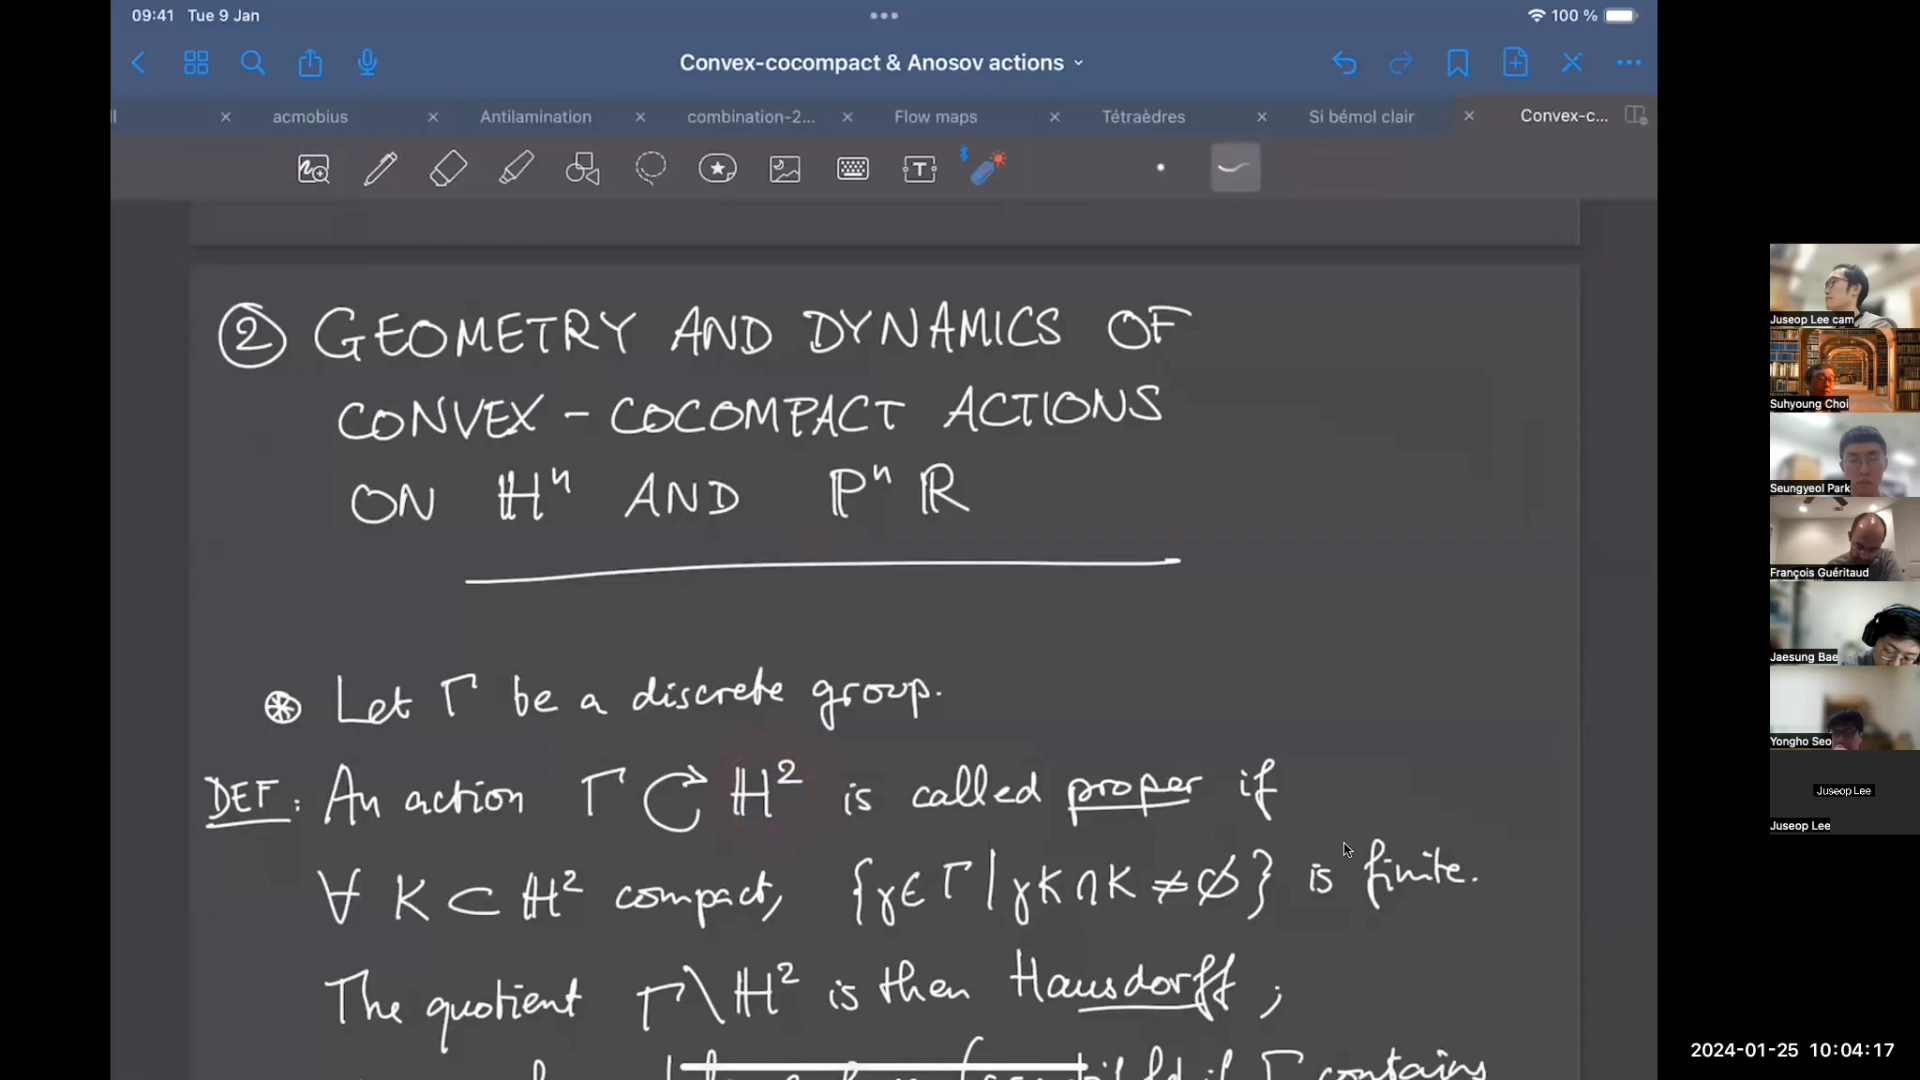 09:41 Tue 9 Jan
100 %
Convex-cocompact & Anosov actions
acmobius
Antilamination
combination-2...
Flow maps
Tétraèdres
Si bémol clair
Convex-c...
② GEOMETRY AND DYNAMICS OF
CONVEX - COCOMPACT ACTIONS
ON ℍⁿ AND ℙⁿ ℝ
⊛ Let Γ be a discrete group.
DEF: An action Γ ↻ ℍ² is called proper if
∀ K ⊂ ℍ² compact, {γ∈Γ | γK∩K ≠ ∅} is finite.
The quotient Γ\ℍ² is then Hausdorff ;
if Γ contains
Juseop Lee cam
Suhyoung Choi
Seungyeol Park
François Guéritaud
Jaesung Bae
Yongho Seo
Juseop Lee
Juseop Lee
2024-01-25 10:04:17